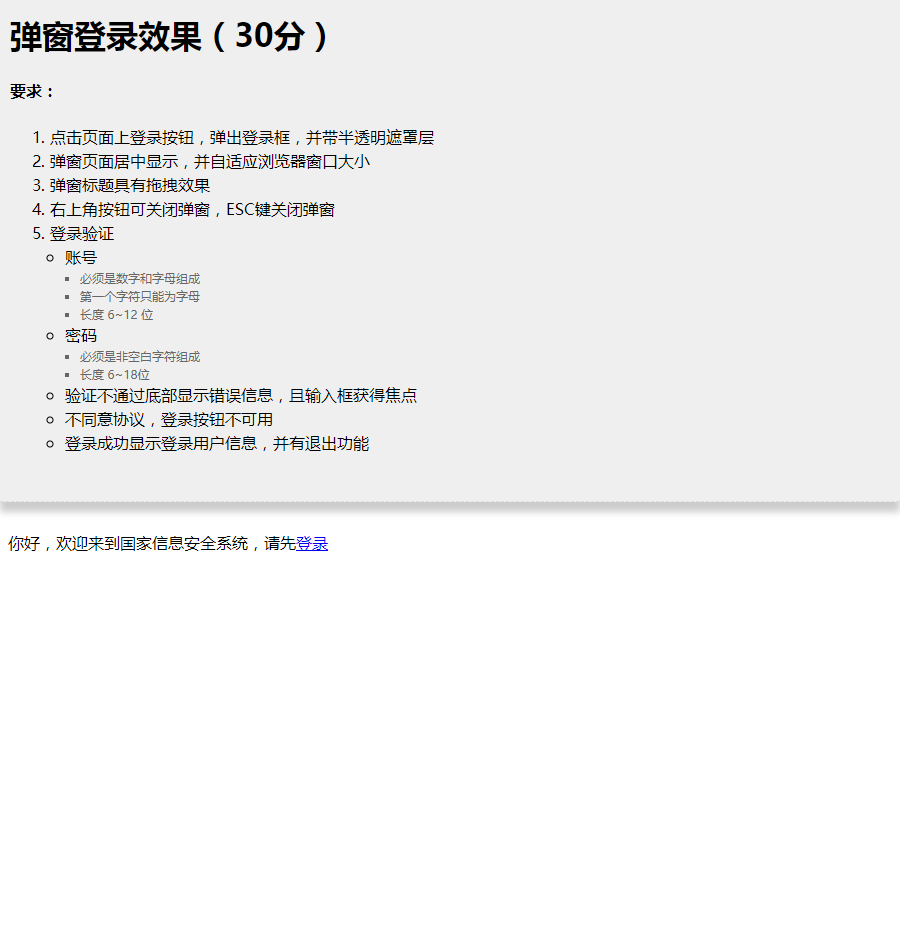 弹窗登录效果（30分）
要求：
1. 点击页面上登录按钮，弹出登录框，并带半透明遮罩层
2. 弹窗页面居中显示，并自适应浏览器窗口大小
3. 弹窗标题具有拖拽效果
4. 右上角按钮可关闭弹窗，ESC键关闭弹窗
5. 登录验证
账号
必须是数字和字母组成
第一个字符只能为字母
长度 6~12 位
密码
必须是非空白字符组成
长度 6~18位
验证不通过底部显示错误信息，且输入框获得焦点
不同意协议，登录按钮不可用
登录成功显示登录用户信息，并有退出功能
你好，欢迎来到国家信息安全系统，请先登录